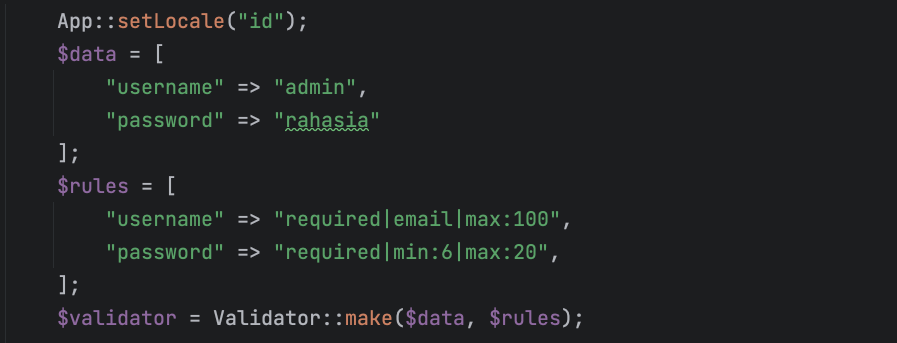 App::setLocale("id");
$data = [
    "username" => "admin",
    "password" => "rahasia"
];
$rules = [
    "username" => "required|email|max:100",
    "password" => "required|min:6|max:20",
];
$validator = Validator::make($data, $rules);